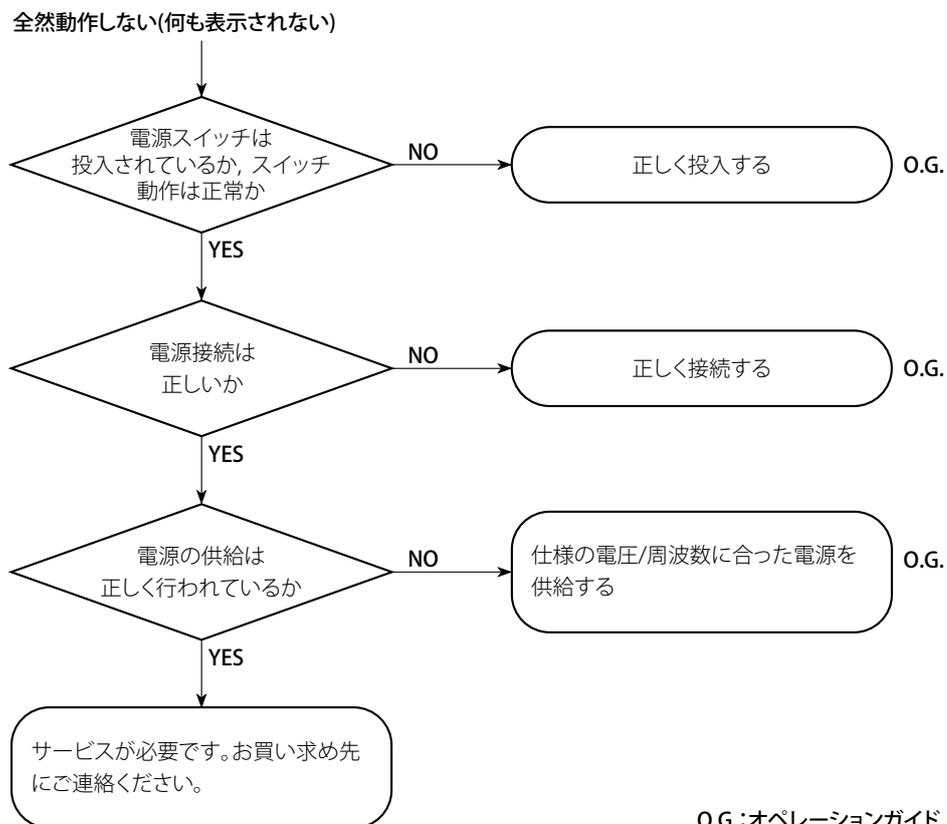 全然動作しない(何も表示されない)
電源スイッチは
投入されているか, スイッチ
動作は正常か
NO
正しく投入する
O.G.
YES
電源接続は
正しいか
NO
正しく接続する
O.G.
YES
電源の供給は
正しく行われているか
NO
仕様の電圧/周波数に合った電源を
供給する
O.G.
YES
サービスが必要です。お買い求め先
にご連絡ください。
O.G.:オペレーションガイド